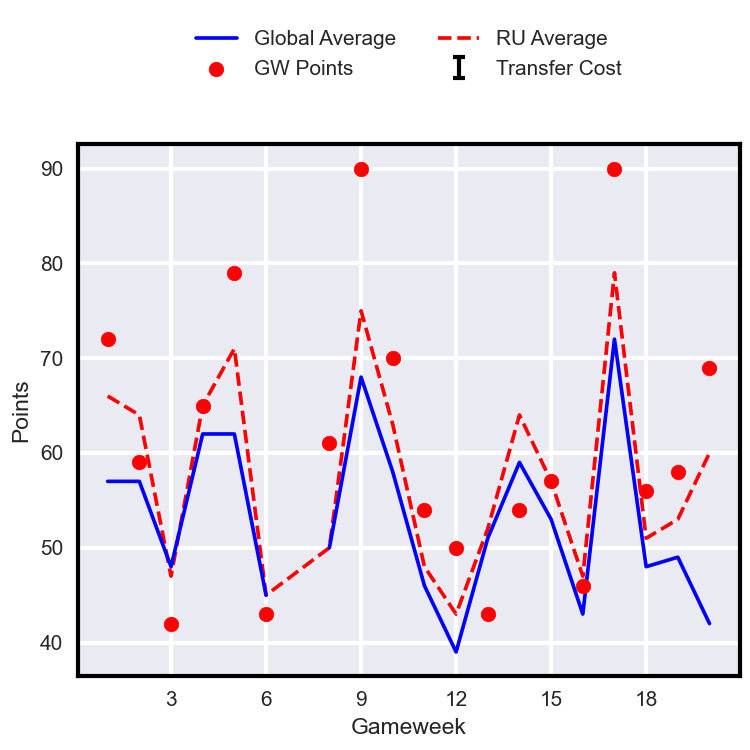 Global Average
RU Average
GW Points
Transfer Cost
90
80
70
60
50
40
Points
3 6 9 12 15 18
Gameweek